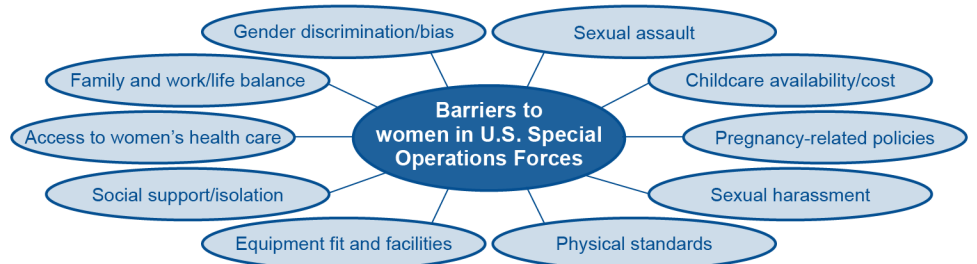 Gender discrimination/bias
Sexual assault
Family and work/life balance
Childcare availability/cost
Barriers to
women in U.S. Special
Operations Forces
Access to women’s health care
Pregnancy-related policies
Social support/isolation
Sexual harassment
Equipment fit and facilities
Physical standards